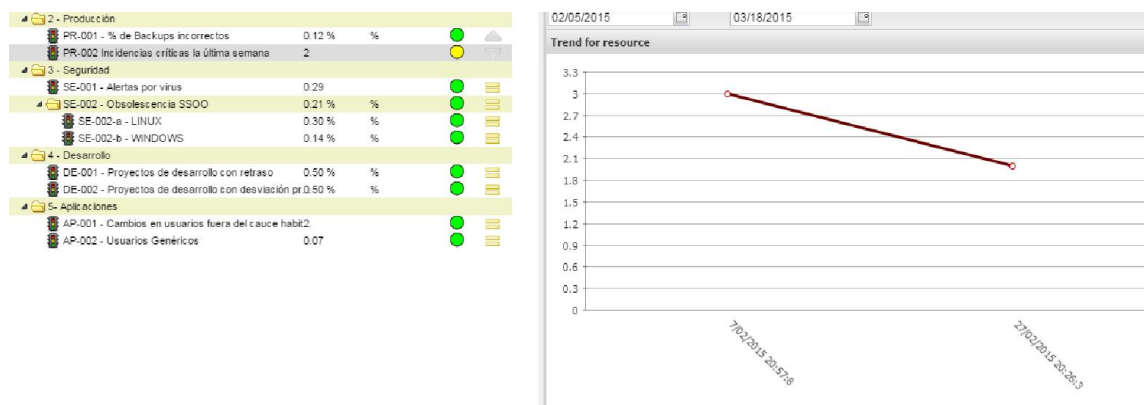 2 - Producción
PR-001 - % de Backups incorrectos 0.12 % %
PR-002 Incidencias críticas la última semana 2
3 - Seguridad
SE-001 - Alertas por virus 0.29
SE-002 - Obsolescencia SSOO 0.21 % %
SE-002-a - LINUX 0.30 % %
SE-002-b - WINDOWS 0.14 % %
4 - Desarrollo
DE-001 - Proyectos de desarrollo con retraso 0.50 % %
DE-002 - Proyectos de desarrollo con desviación pr 0.50 % %
5- Aplicaciones
AP-001 - Cambios en usuarios fuera del cauce habit 2
AP-002 - Usuarios Genéricos 0.07
02/05/2015 03/18/2015
Trend for resource
3.3
3
2.7
2.4
2.1
1.8
1.5
1.2
0.9
0.6
0.3
0
7/02/2015 20:57:8
27/02/2015 20:26:3